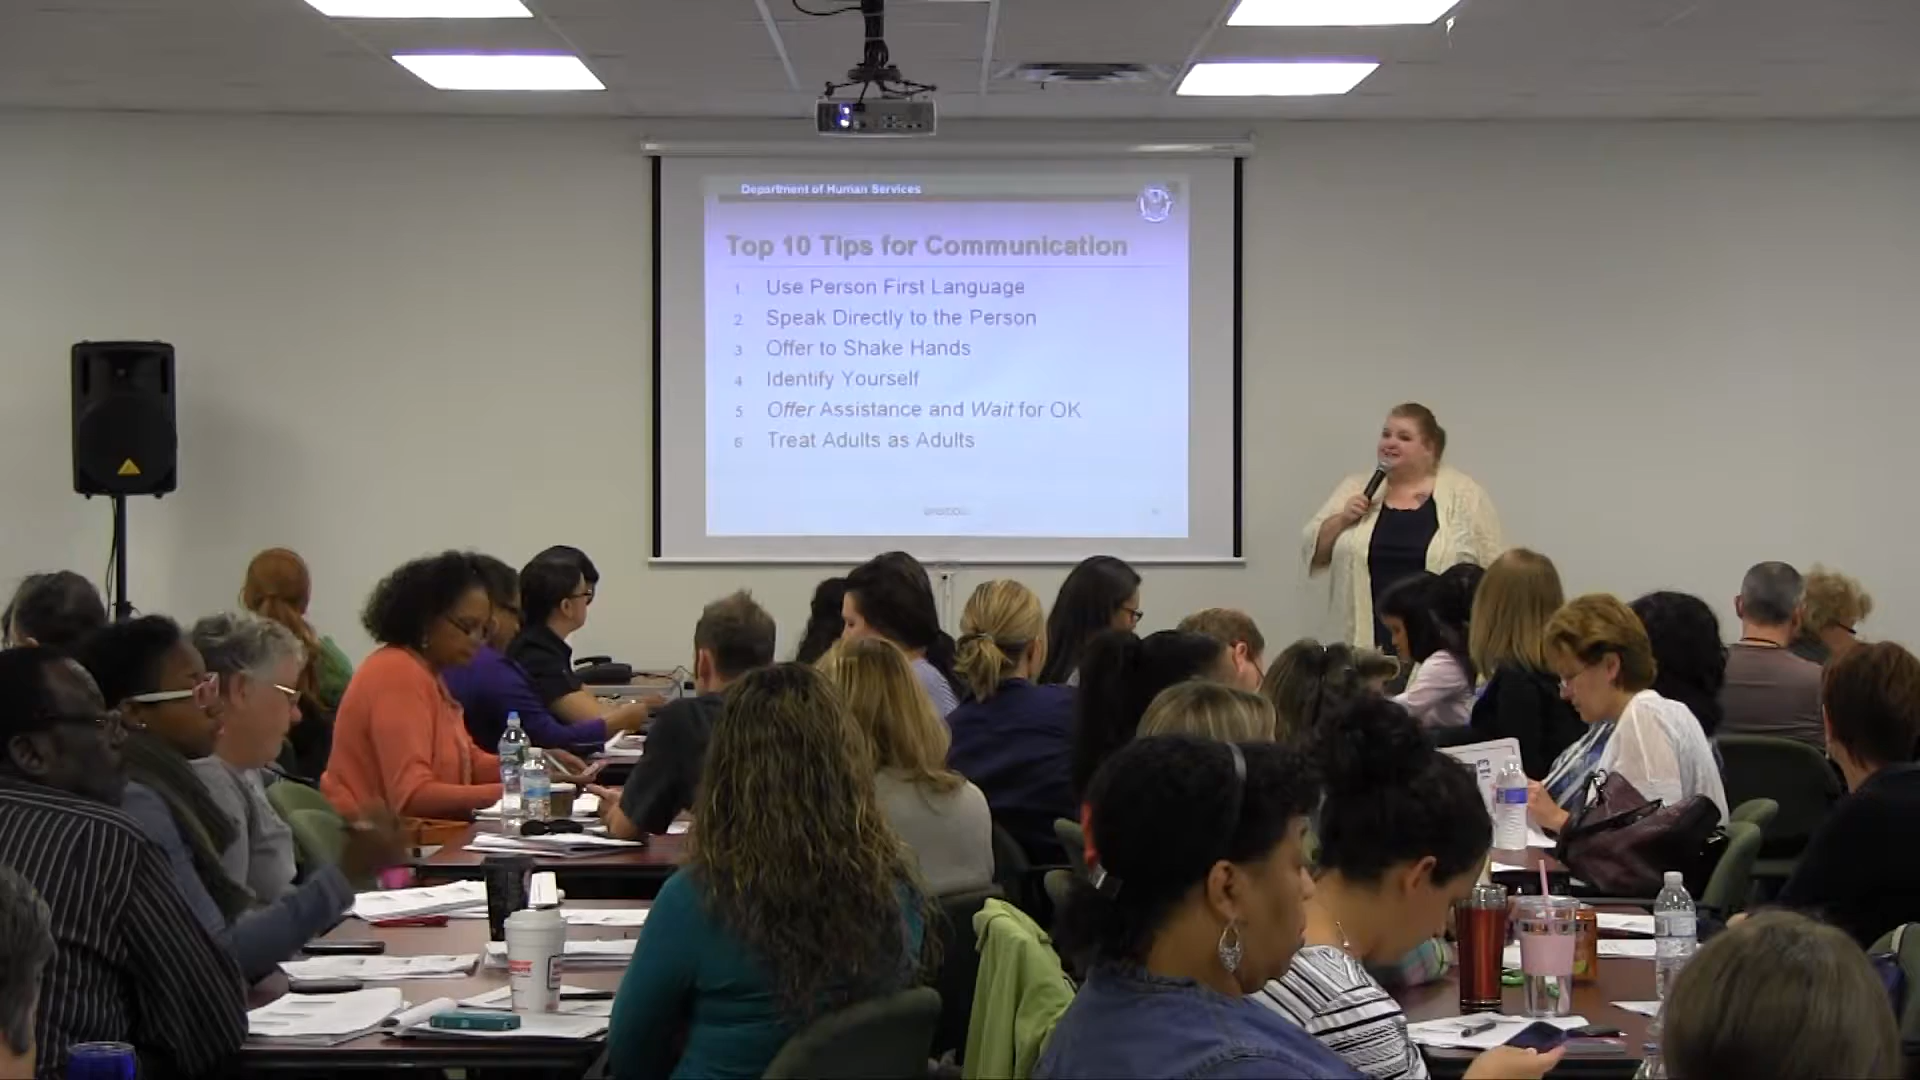 Department of Human Services
Top 10 Tips for Communication
1. Use Person First Language
2. Speak Directly to the Person
3. Offer to Shake Hands
4. Identify Yourself
5. Offer Assistance and Wait for OK
6. Treat Adults as Adults